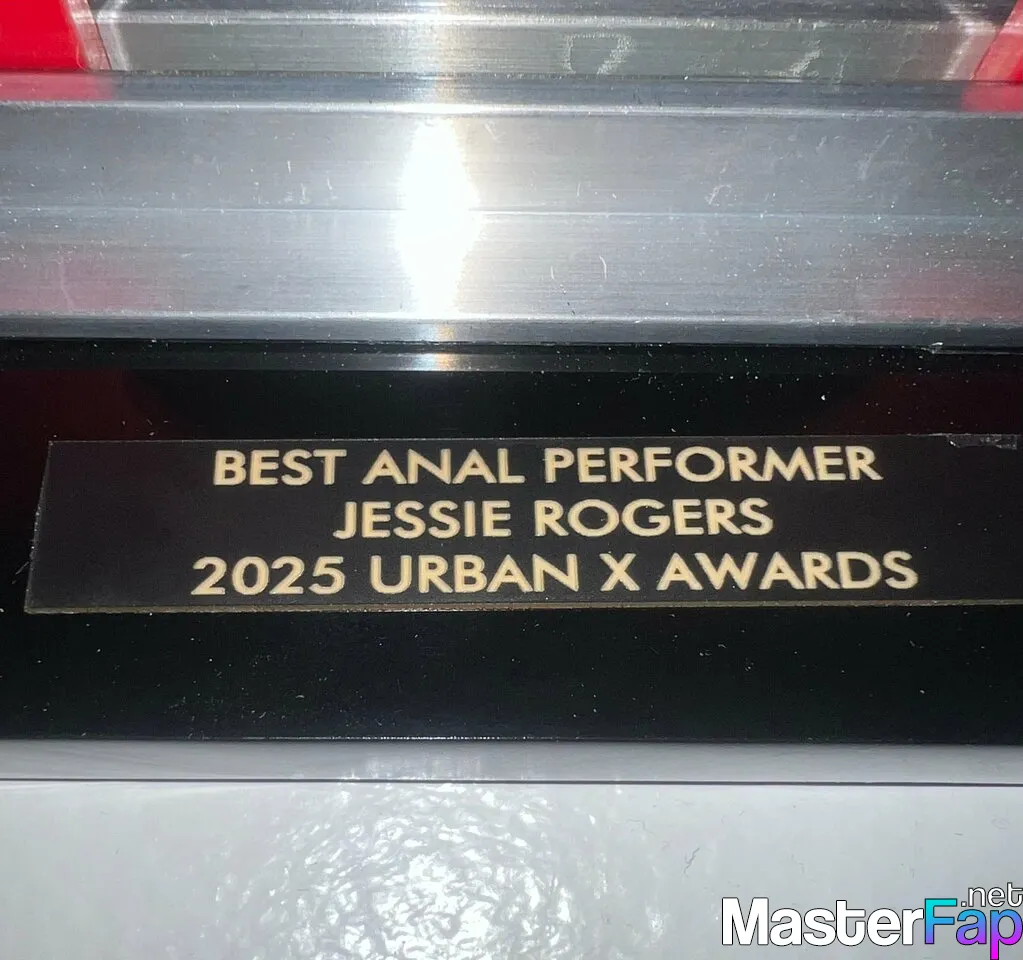 BEST ANAL PERFORMER
JESSIE ROGERS
2025 URBAN X AWARDS
MasterFap.net